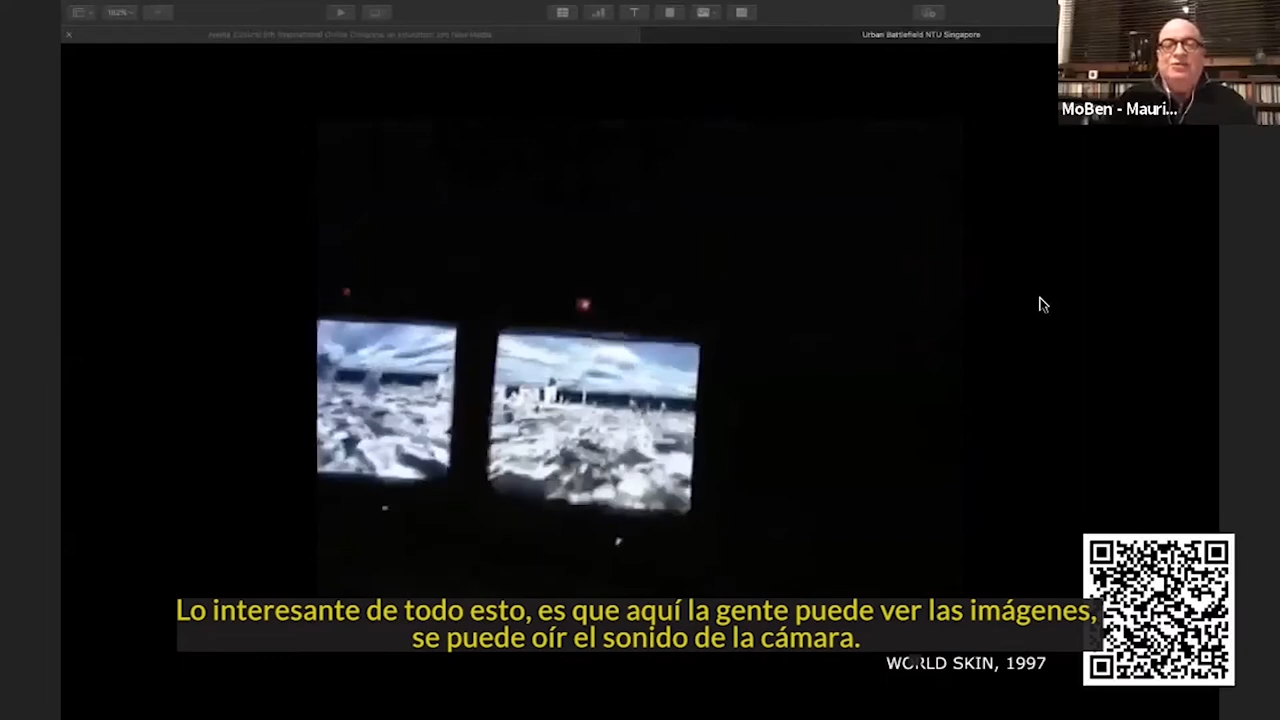 182%
T
Urban Battlefield NTU Singapore
MoBen - Mauri...
Lo interesante de todo esto, es que aquí la gente puede ver las imágenes,
se puede oír el sonido de la cámara.
WORLD SKIN, 1997